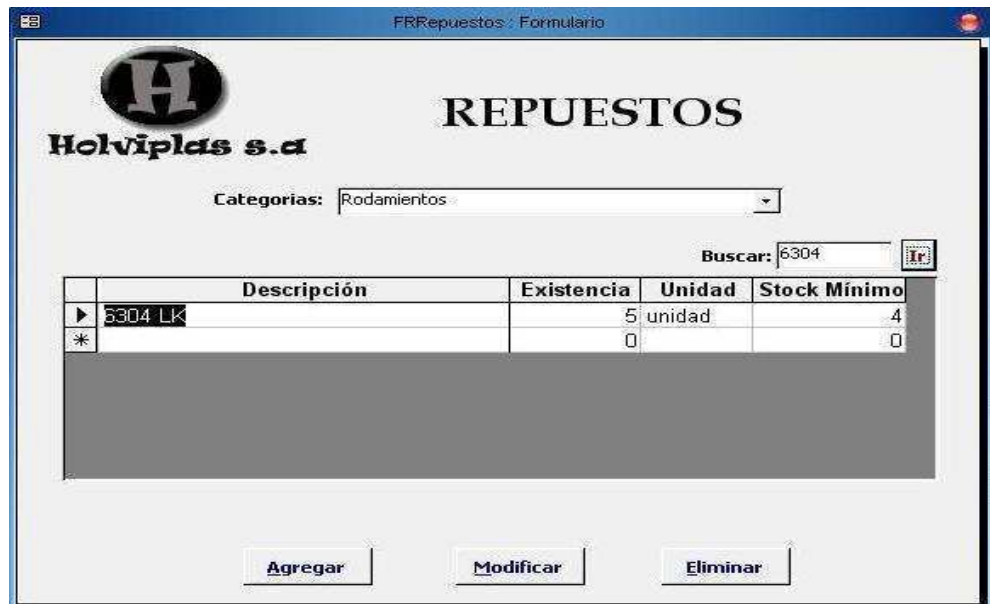 FRRepuestos : Formulario
H
Holviplas s.a
REPUESTOS
Categorias: Rodamientos
Buscar: 6304 Ir
Descripción Existencia Unidad Stock Mínimo
6304 LK 5 unidad 4
0 0
Agregar Modificar Eliminar